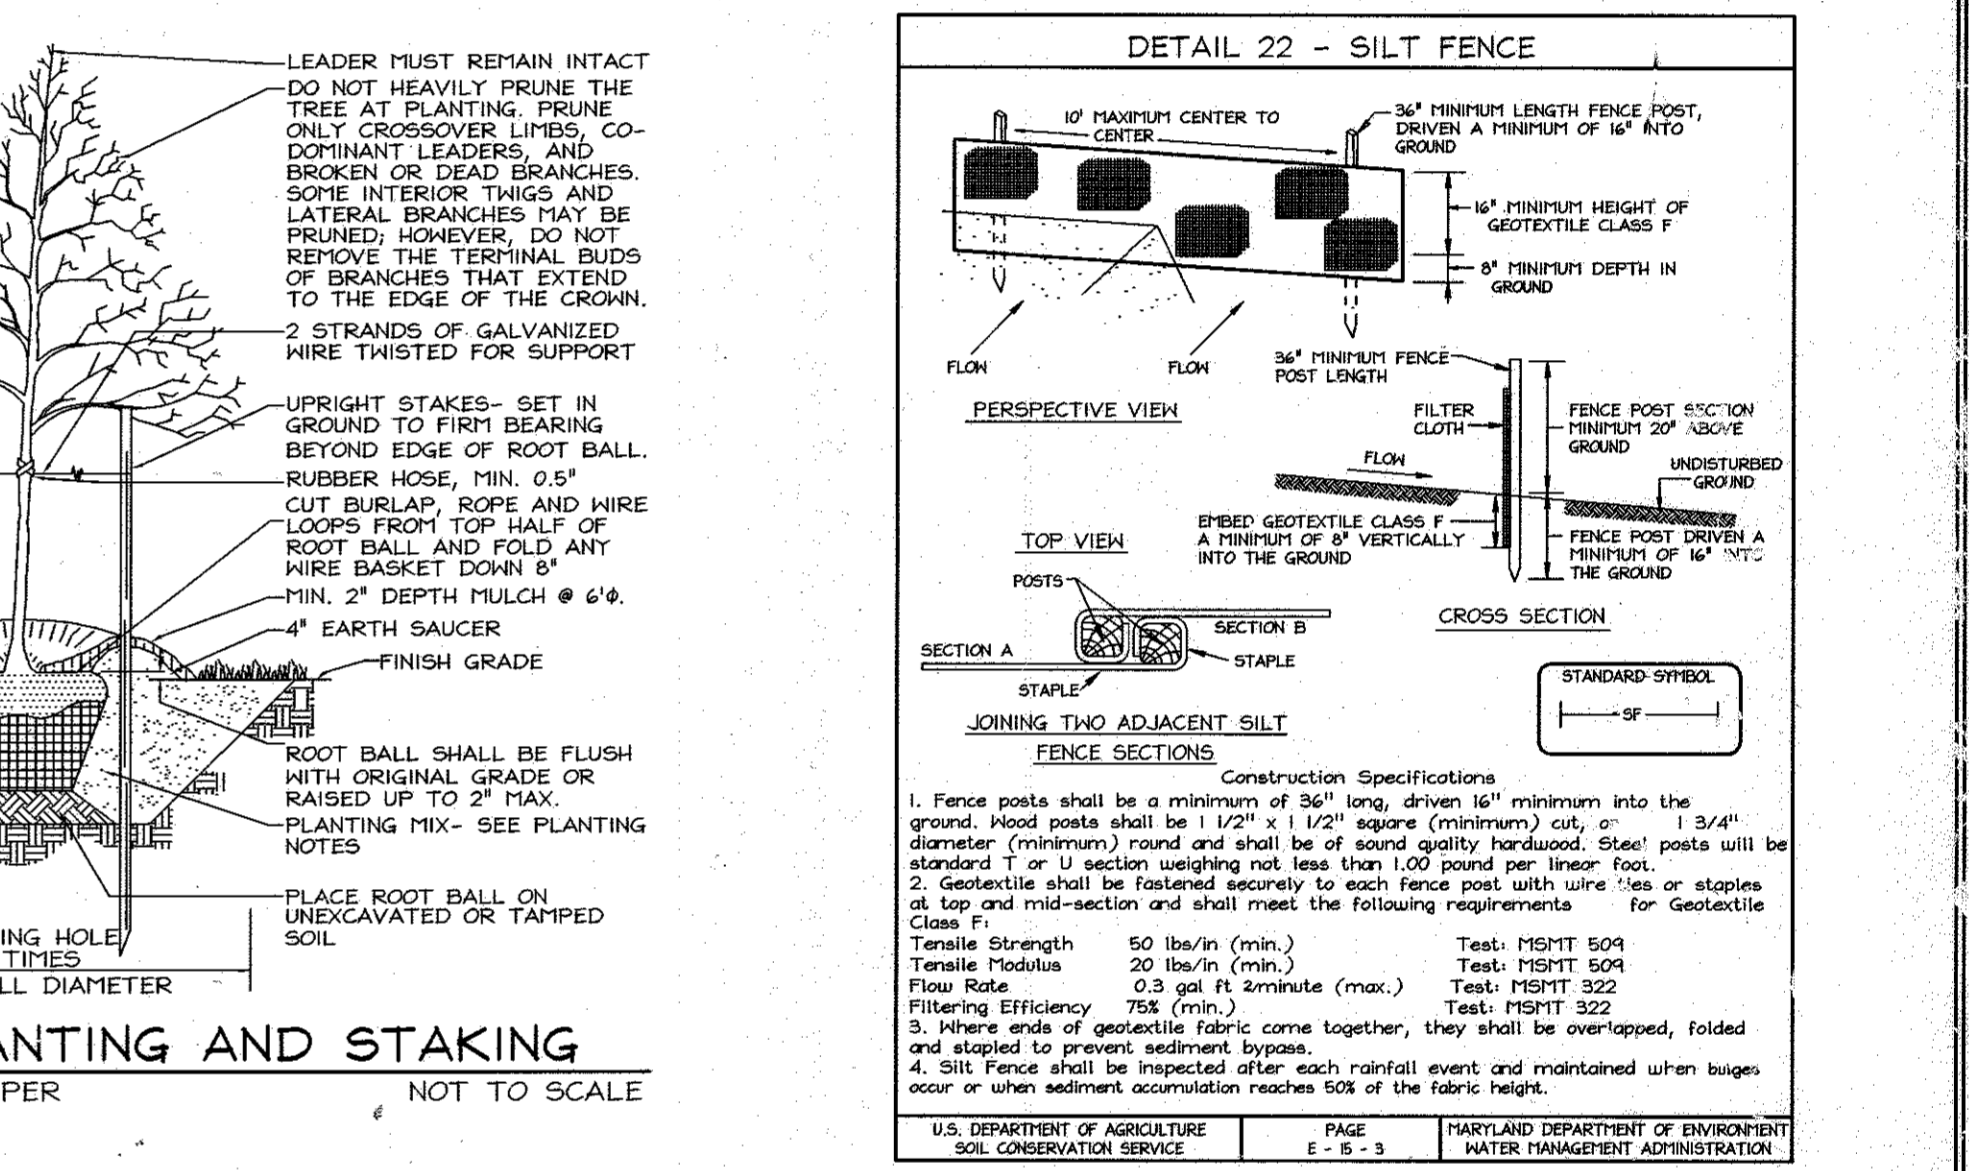 LEADER MUST REMAIN INTACT
DO NOT HEAVILY PRUNE THE
TREE AT PLANTING. PRUNE
ONLY CROSSOVER LIMBS, CO-
DOMINANT LEADERS, AND
BROKEN OR DEAD BRANCHES.
SOME INTERIOR TWIGS AND
LATERAL BRANCHES MAY BE
PRUNED; HOWEVER, DO NOT
REMOVE THE TERMINAL BUDS
OF BRANCHES THAT EXTEND
TO THE EDGE OF THE CROWN.
2 STRANDS OF GALVANIZED
WIRE TWISTED FOR SUPPORT
UPRIGHT STAKES- SET IN
GROUND TO FIRM BEARING
BEYOND EDGE OF ROOT BALL.
RUBBER HOSE, MIN. 0.5"
CUT BURLAP, ROPE AND WIRE
LOOPS FROM TOP HALF OF
ROOT BALL AND FOLD ANY
WIRE BASKET DOWN 8"
MIN. 2" DEPTH MULCH @ 6'Φ.
4" EARTH SAUCER
FINISH GRADE
ROOT BALL SHALL BE FLUSH
WITH ORIGINAL GRADE OR
RAISED UP TO 2" MAX.
PLANTING MIX- SEE PLANTING
NOTES
PLACE ROOT BALL ON
UNEXCAVATED OR TAMPED
SOIL
ING HOLE
TIMES
LL DIAMETER
ANTING AND STAKING
PER
NOT TO SCALE
DETAIL 22 - SILT FENCE
10' MAXIMUM CENTER TO
CENTER
36" MINIMUM LENGTH FENCE POST,
DRIVEN A MINIMUM OF 16" INTO
GROUND
16" MINIMUM HEIGHT OF
GEOTEXTILE CLASS F
8" MINIMUM DEPTH IN
GROUND
FLOW
FLOW
PERSPECTIVE VIEW
36" MINIMUM FENCE
POST LENGTH
FILTER
CLOTH
FENCE POST SECTION
MINIMUM 20" ABOVE
GROUND
FLOW
UNDISTURBED
GROUND
EMBED GEOTEXTILE CLASS F
A MINIMUM OF 8" VERTICALLY
INTO THE GROUND
FENCE POST DRIVEN A
MINIMUM OF 16" INTO
THE GROUND
CROSS SECTION
TOP VIEW
POSTS
SECTION B
SECTION A
STAPLE
STAPLE
JOINING TWO ADJACENT SILT
FENCE SECTIONS
STANDARD SYMBOL
SF
Construction Specifications
1. Fence posts shall be a minimum of 36" long, driven 16" minimum into the
ground. Wood posts shall be 1 1/2" x 1 1/2" square (minimum) cut, or 1 3/4"
diameter (minimum) round and shall be of sound quality hardwood. Steel posts will be
standard T or U section weighing not less than 1.00 pound per linear foot.
2. Geotextile shall be fastened securely to each fence post with wire ties or staples
at top and mid-section and shall meet the following requirements for Geotextile
Class F:
Tensile Strength 50 lbs/in (min.) Test: MSMT 509
Tensile Modulus 20 lbs/in (min.) Test: MSMT 509
Flow Rate 0.3 gal ft 2/minute (max.) Test: MSMT 322
Filtering Efficiency 75% (min.) Test: MSMT 322
3. Where ends of geotextile fabric come together, they shall be overlapped, folded
and stapled to prevent sediment bypass.
4. Silt Fence shall be inspected after each rainfall event and maintained when bulges
occur or when sediment accumulation reaches 50% of the fabric height.
U.S. DEPARTMENT OF AGRICULTURE
SOIL CONSERVATION SERVICE
PAGE
E - 15 - 3
MARYLAND DEPARTMENT OF ENVIRONMENT
WATER MANAGEMENT ADMINISTRATION